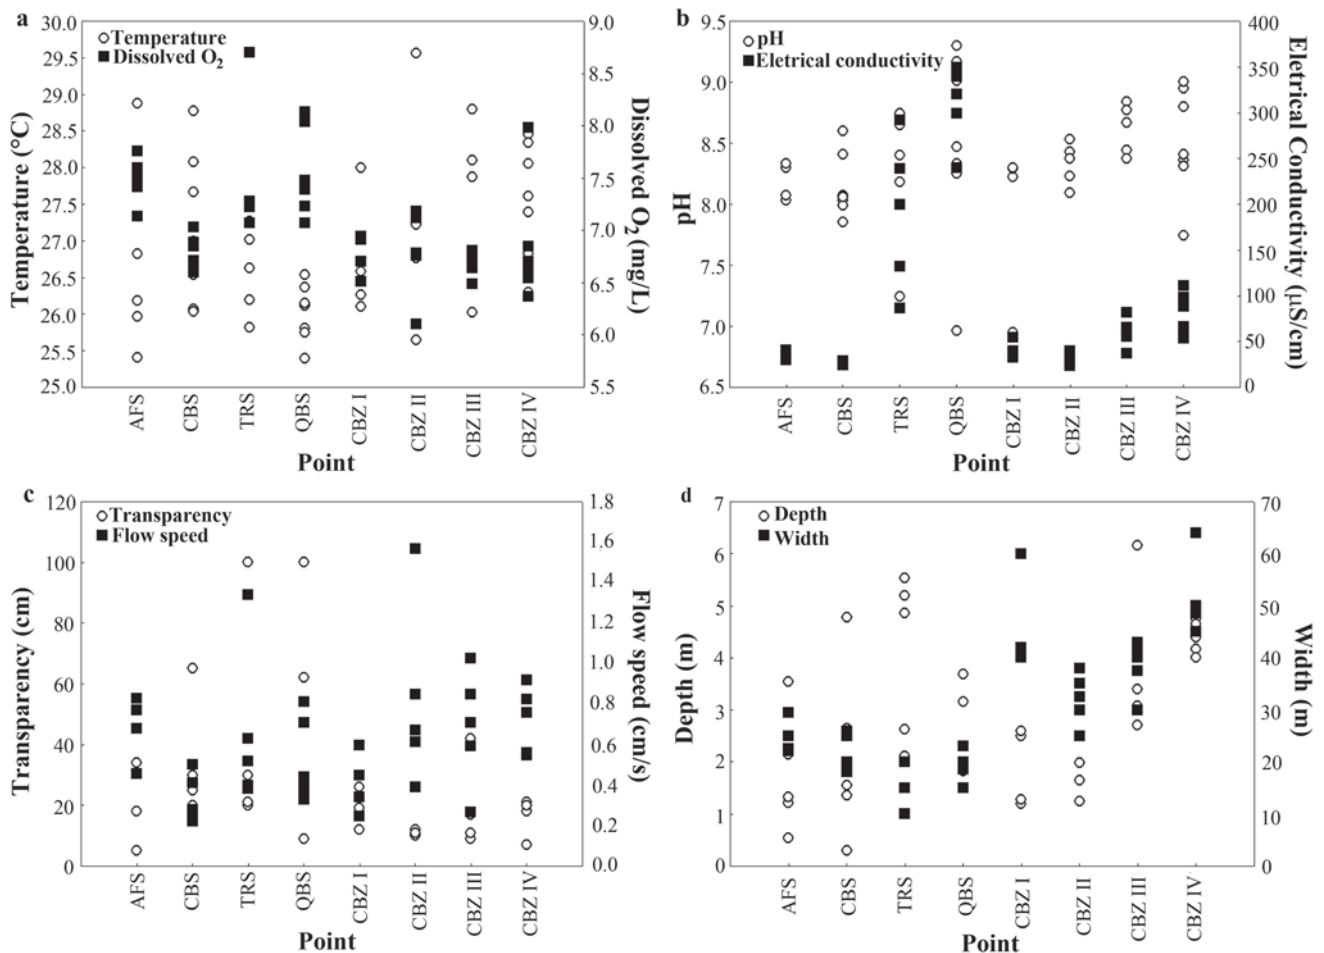 a
30.0
29.5
29.0
28.5
28.0
27.5
27.0
26.5
26.0
25.5
25.0
Temperature (°C)
Temperature
Dissolved O2
9.0
8.5
8.0
7.5
7.0
6.5
6.0
5.5
Dissolved O2 (mg/L)
AFS
CBS
TRS
QBS
CBZ I
CBZ II
CBZ III
CBZ IV
Point
b
9.5
9.0
8.5
8.0
7.5
7.0
6.5
pH
pH
Eletrical conductivity
400
350
300
250
200
150
100
50
0
Eletrical Conductivity (µS/cm)
AFS
CBS
TRS
QBS
CBZ I
CBZ II
CBZ III
CBZ IV
Point
c
120
100
80
60
40
20
0
Transparency (cm)
Transparency
Flow speed
1.8
1.6
1.4
1.2
1.0
0.8
0.6
0.4
0.2
0.0
Flow speed (cm/s)
AFS
CBS
TRS
QBS
CBZ I
CBZ II
CBZ III
CBZ IV
Point
d
7
6
5
4
3
2
1
0
Depth (m)
Depth
Width
70
60
50
40
30
20
10
0
Width (m)
AFS
CBS
TRS
QBS
CBZ I
CBZ II
CBZ III
CBZ IV
Point